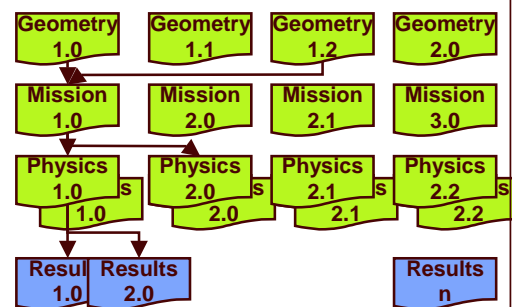 Geometry 1.0
Geometry 1.1
Geometry 1.2
Geometry 2.0
Mission 1.0
Mission 2.0
Mission 2.1
Mission 3.0
Physics 1.0
s 1.0
Physics 2.0
s 2.0
Physics 2.1
s 2.1
Physics 2.2
s 2.2
Resul 1.0
Results 2.0
Results n